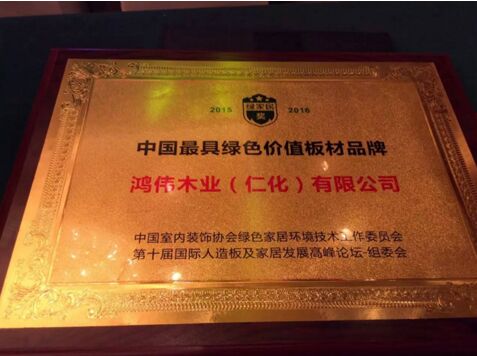 绿家居
奖
2015 2016
中国最具绿色价值板材品牌
鸿伟木业（仁化）有限公司
中国室内装饰协会绿色家居环境技术工作委员会
第十届国际人造板及家居发展高峰论坛-组委会